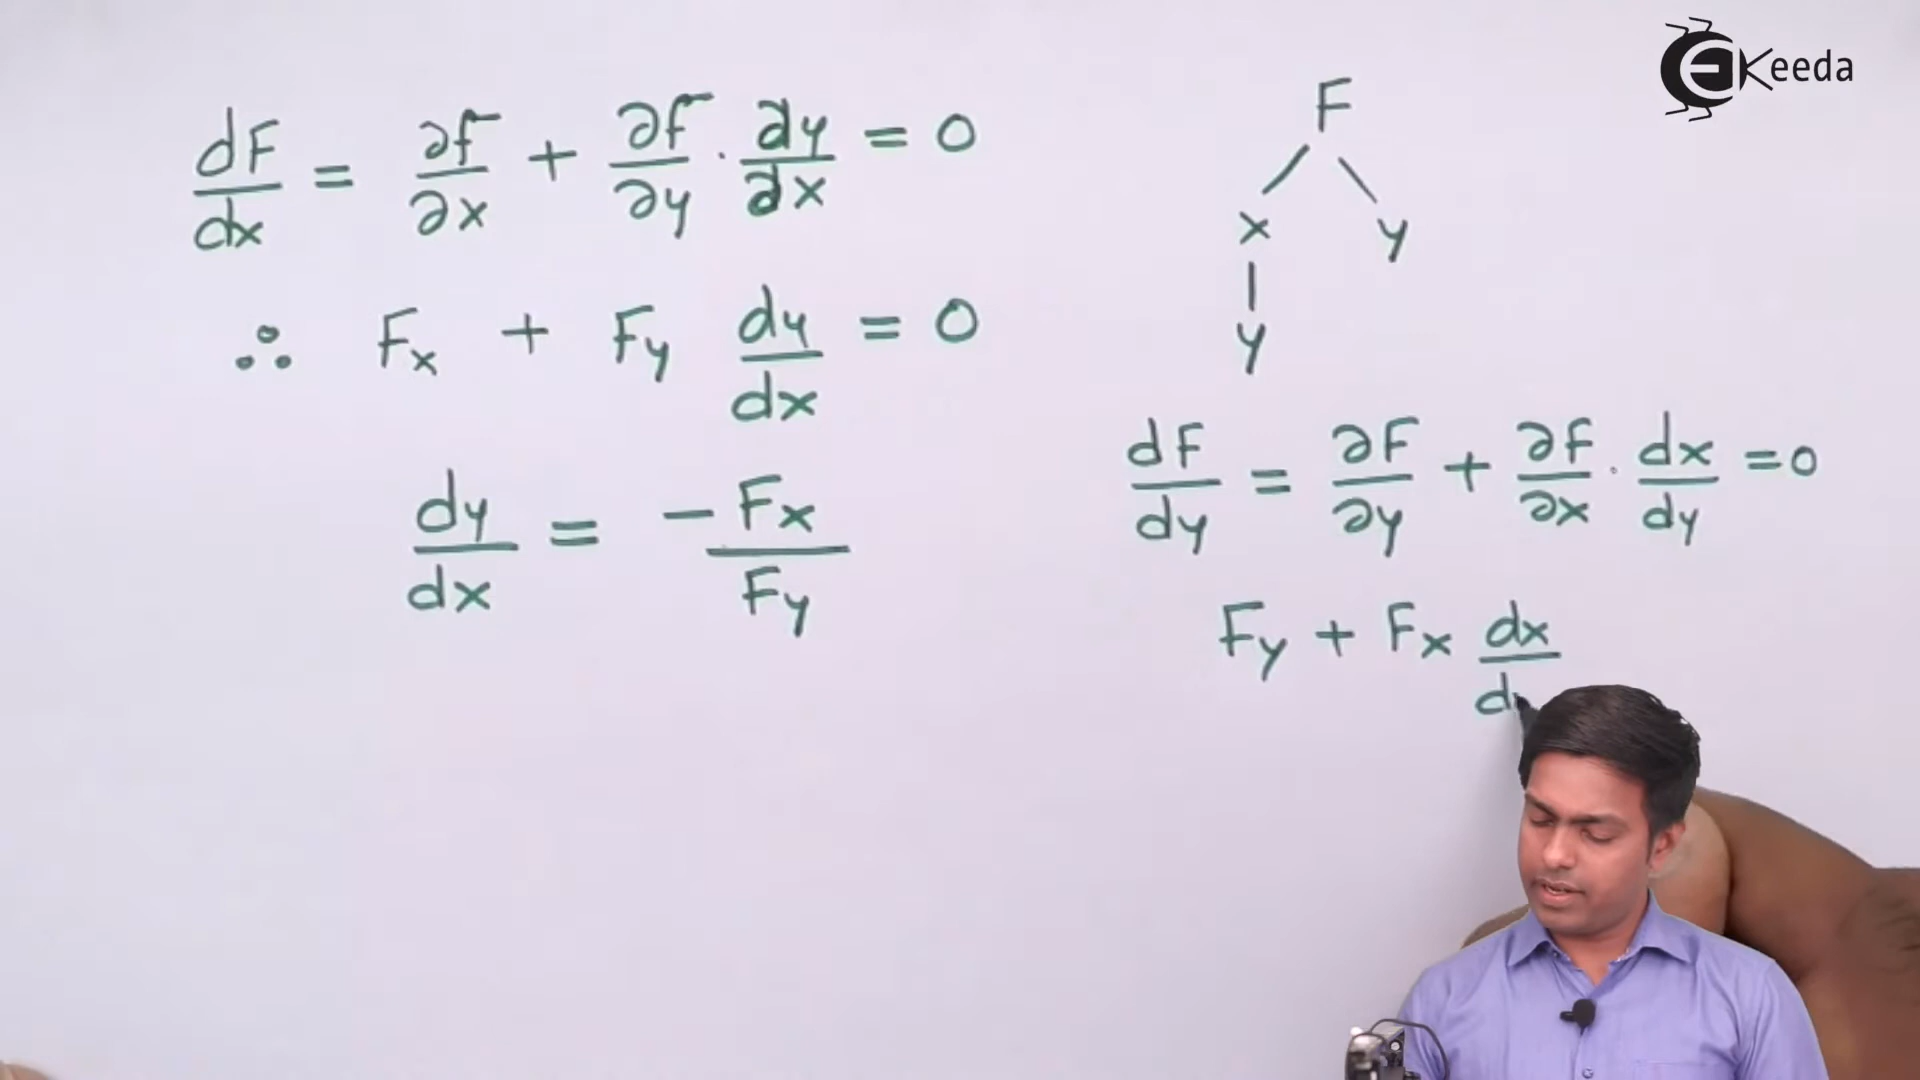 EKeeda
dF/dx = ∂f/∂x + ∂f/∂y · ∂y/∂x = 0
∴ Fx + Fy dy/dx = 0
dy/dx = -Fx/Fy
F
x y
y
dF/dy = ∂F/∂y + ∂F/∂x · dx/dy = 0
Fy + Fx dx/d